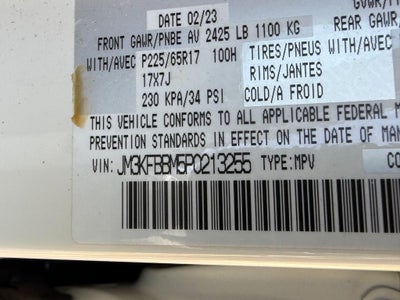 DATE 02/23
GVWR/
FRONT GAWR/PNBE AV 2425 LB 1100 KG
REAR GAWR/
WITH/AVEC P225/65R17 100H TIRES/PNEUS WITH/
17X7J RIMS/JANTES
230 KPA/34 PSI COLD/A FROID
THIS VEHICLE CONFORMS TO ALL APPLICABLE FEDERAL M
PREVENTION STANDARDS IN EFFECT ON THE DATE OF MAN
VIN: JM3KFBBM5P0213255 TYPE:MPV CO